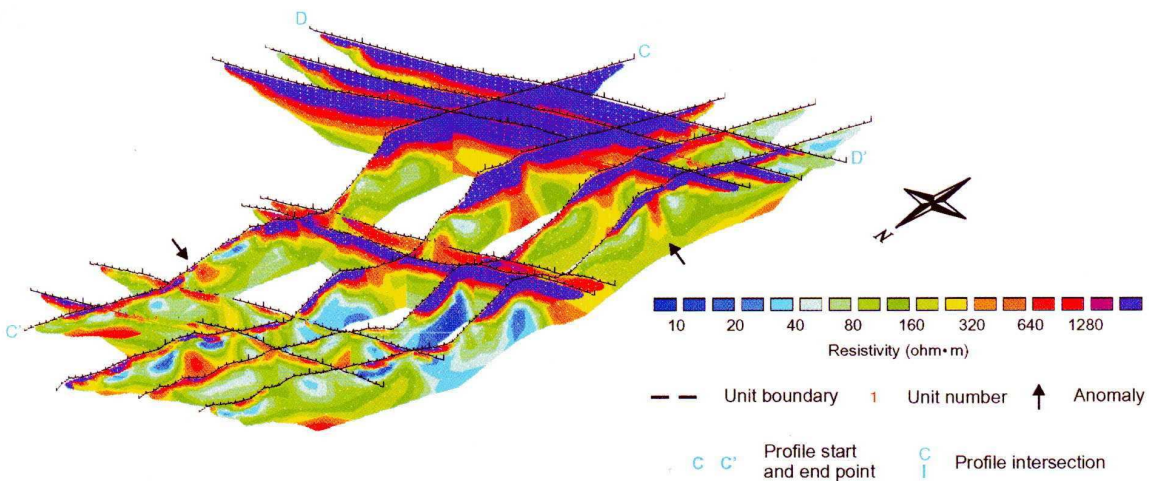 D
C
D'
N
C'
10 20 40 80 160 320 640 1280
Resistivity (ohm•m)
Unit boundary 1 Unit number Anomaly
C C' Profile start and end point
C
I Profile intersection